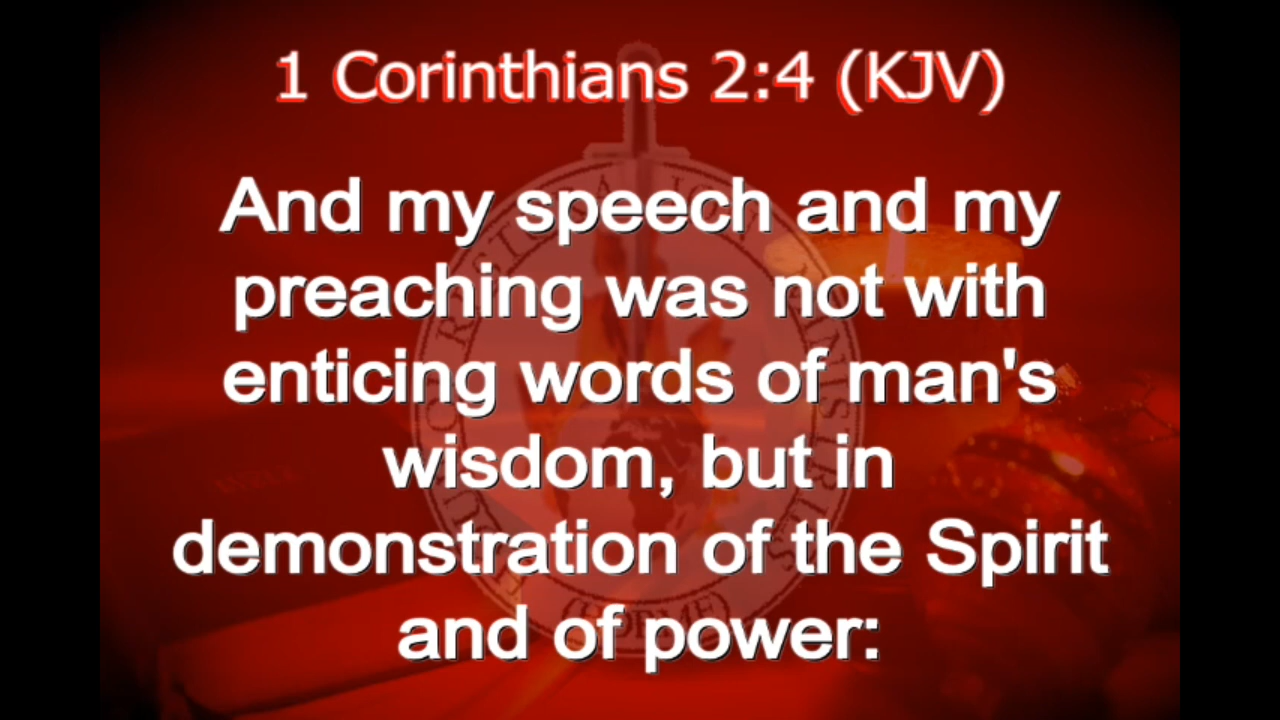 1 Corinthians 2:4 (KJV)
And my speech and my
preaching was not with
enticing words of man's
wisdom, but in
demonstration of the Spirit
and of power: